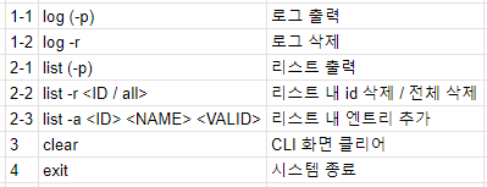 1-1 log (-p) 로그 출력
1-2 log -r 로그 삭제
2-1 list (-p) 리스트 출력
2-2 list -r <ID / all> 리스트 내 id 삭제 / 전체 삭제
2-3 list -a <ID> <NAME> <VALID> 리스트 내 엔트리 추가
3 clear CLI 화면 클리어
4 exit 시스템 종료